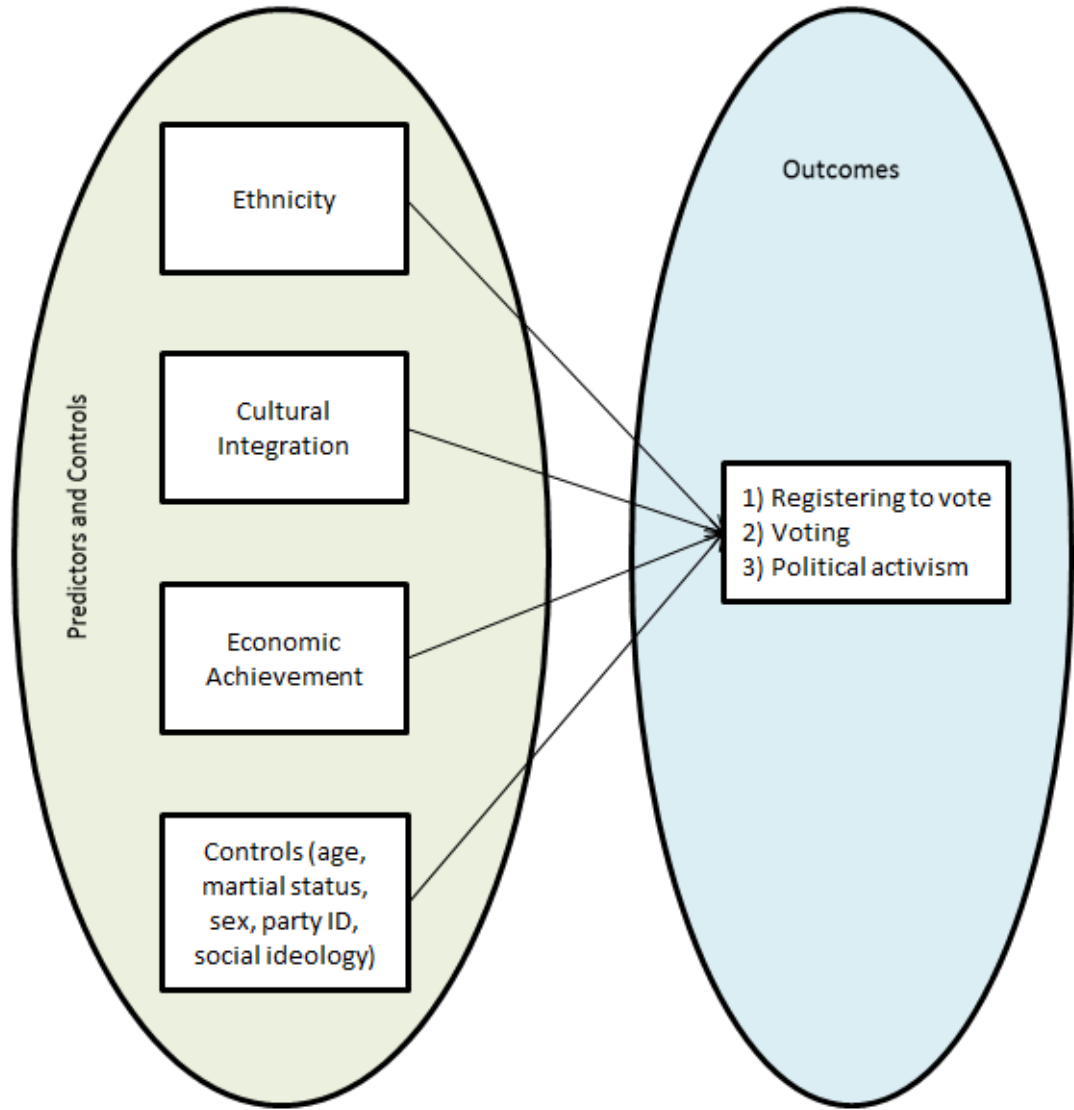 Predictors and Controls
Ethnicity
Cultural
Integration
Economic
Achievement
Controls (age,
martial status,
sex, party ID,
social ideology)
Outcomes
1) Registering to vote
2) Voting
3) Political activism